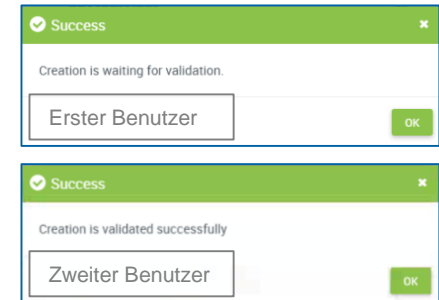 Success
Creation is waiting for validation.
Erster Benutzer
OK
Success
Creation is validated successfully
Zweiter Benutzer
OK